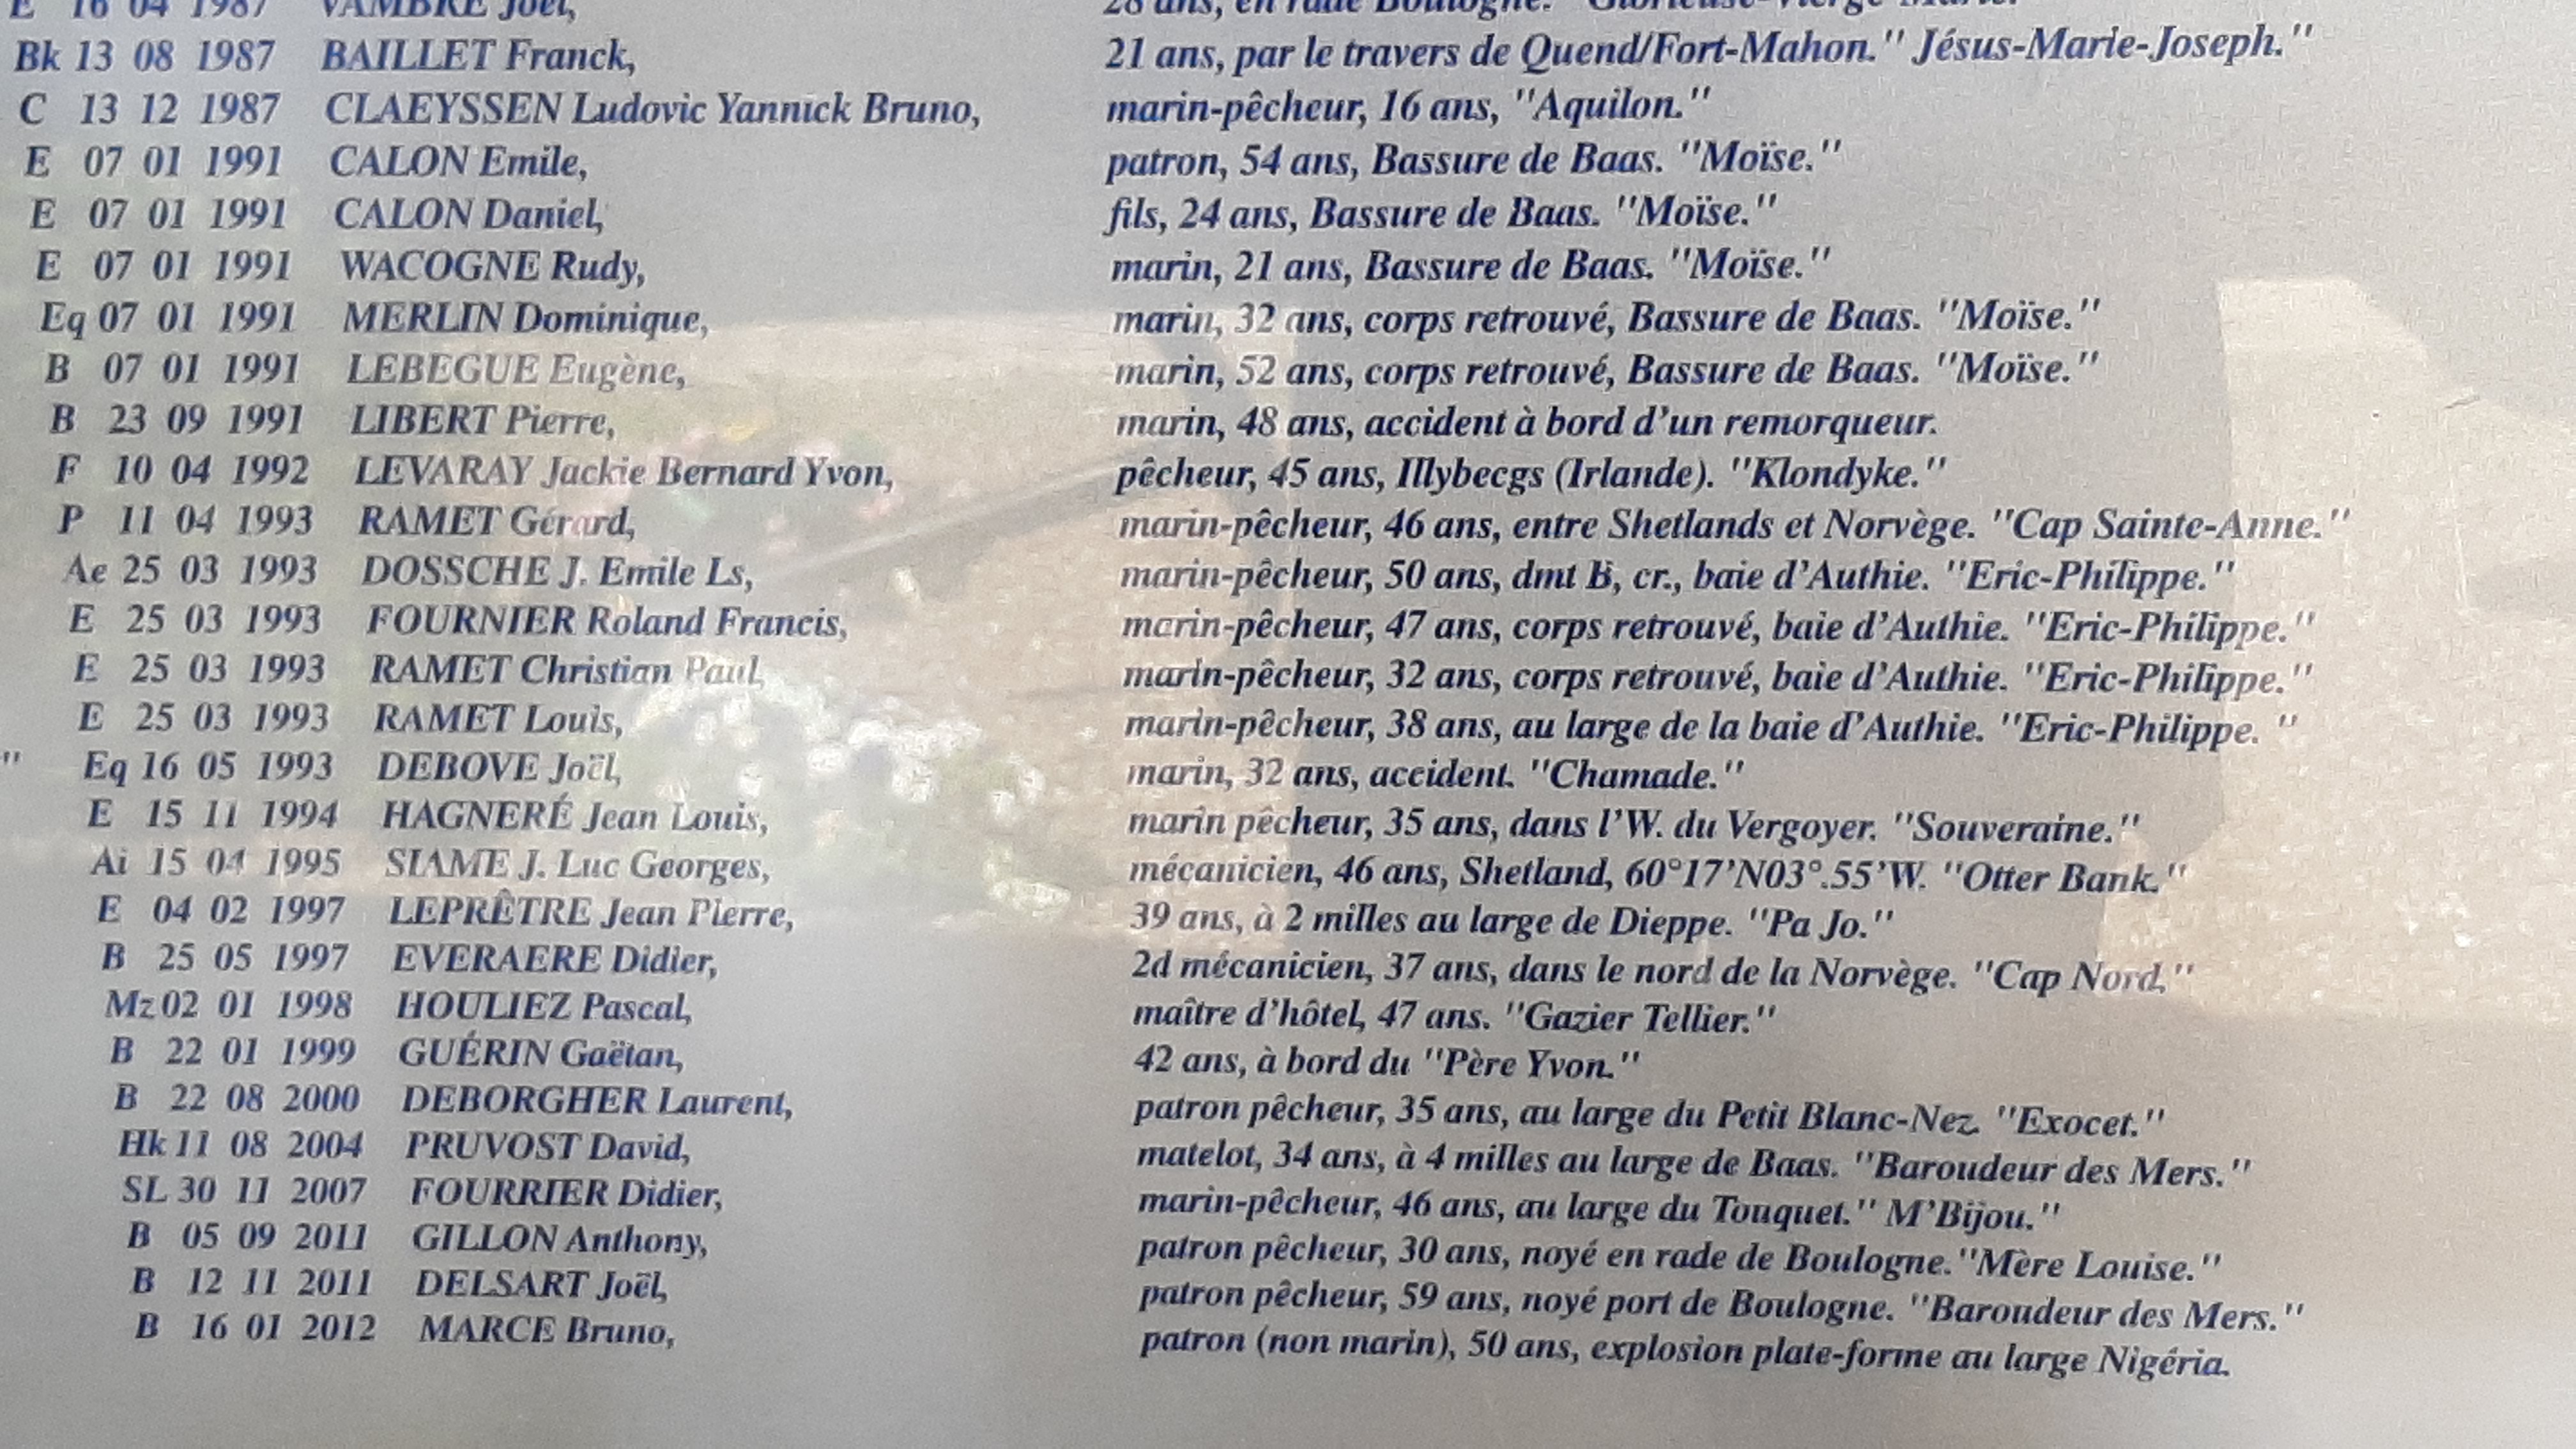 E 16 04 1987 VAMBRE Joël, 28 ans, en rade Boulogne. "Glorieuse-Vierge-Marie."
Bk 13 08 1987 BAILLET Franck, 21 ans, par le travers de Quend/Fort-Mahon." Jésus-Marie-Joseph."
C 13 12 1987 CLAEYSSEN Ludovic Yannick Bruno, marin-pêcheur, 16 ans, "Aquilon."
E 07 01 1991 CALON Emile, patron, 54 ans, Bassure de Baas. "Moïse."
E 07 01 1991 CALON Daniel, fils, 24 ans, Bassure de Baas. "Moïse."
E 07 01 1991 WACOGNE Rudy, marin, 21 ans, Bassure de Baas. "Moïse."
Eq 07 01 1991 MERLIN Dominique, marin, 32 ans, corps retrouvé, Bassure de Baas. "Moïse."
B 07 01 1991 LEBEGUE Eugène, marin, 52 ans, corps retrouvé, Bassure de Baas. "Moïse."
B 23 09 1991 LIBERT Pierre, marin, 48 ans, accident à bord d'un remorqueur.
F 10 04 1992 LEVARAY Jackie Bernard Yvon, pêcheur, 45 ans, Illybecgs (Irlande). "Klondyke."
P 11 04 1993 RAMET Gérard, marin-pêcheur, 46 ans, entre Shetlands et Norvège. "Cap Sainte-Anne."
Ae 25 03 1993 DOSSCHE J. Emile Ls, marin-pêcheur, 50 ans, dmt B, cr., baie d'Authie. "Eric-Philippe."
E 25 03 1993 FOURNIER Roland Francis, marin-pêcheur, 47 ans, corps retrouvé, baie d'Authie. "Eric-Philippe."
E 25 03 1993 RAMET Christian Paul, marin-pêcheur, 32 ans, corps retrouvé, baie d'Authie. "Eric-Philippe."
E 25 03 1993 RAMET Louis, marin-pêcheur, 38 ans, au large de la baie d'Authie. "Eric-Philippe. "
" Eq 16 05 1993 DEBOVE Joël, marin, 32 ans, accident. "Chamade."
E 15 11 1994 HAGNERÉ Jean Louis, marin pêcheur, 35 ans, dans l'W. du Vergoyer. "Souveraine."
Ai 15 04 1995 SIAME J. Luc Georges, mécanicien, 46 ans, Shetland, 60°17'N03°.55'W. "Otter Bank."
E 04 02 1997 LEPRÊTRE Jean Pierre, 39 ans, à 2 milles au large de Dieppe. "Pa Jo."
B 25 05 1997 EVERAERE Didier, 2d mécanicien, 37 ans, dans le nord de la Norvège. "Cap Nord,"
Mz 02 01 1998 HOULIEZ Pascal, maître d'hôtel, 47 ans. "Gazier Tellier."
B 22 01 1999 GUÉRIN Gaëtan, 42 ans, à bord du "Père Yvon."
B 22 08 2000 DEBORGHER Laurent, patron pêcheur, 35 ans, au large du Petit Blanc-Nez. "Exocet."
Hk 11 08 2004 PRUVOST David, matelot, 34 ans, à 4 milles au large de Baas. "Baroudeur des Mers."
SL 30 11 2007 FOURRIER Didier, marin-pêcheur, 46 ans, au large du Touquet." M'Bijou."
B 05 09 2011 GILLON Anthony, patron pêcheur, 30 ans, noyé en rade de Boulogne."Mère Louise."
B 12 11 2011 DELSART Joël, patron pêcheur, 59 ans, noyé port de Boulogne. "Baroudeur des Mers."
B 16 01 2012 MARCE Bruno, patron (non marin), 50 ans, explosion plate-forme au large Nigéria.